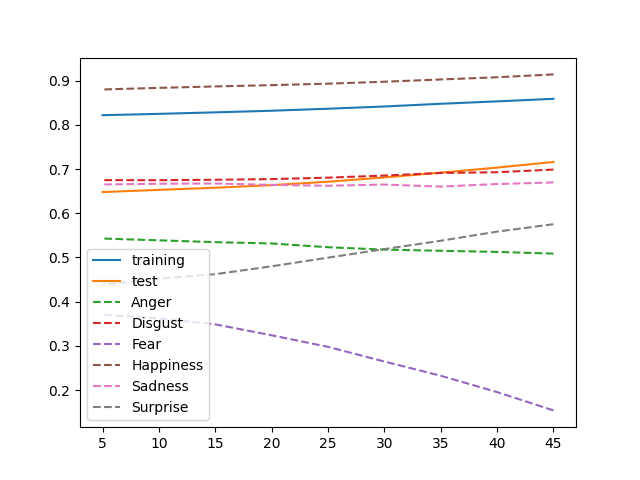 0.9
0.8
0.7
0.6
0.5
0.4
0.3
0.2
training
test
Anger
Disgust
Fear
Happiness
Sadness
Surprise
5 10 15 20 25 30 35 40 45